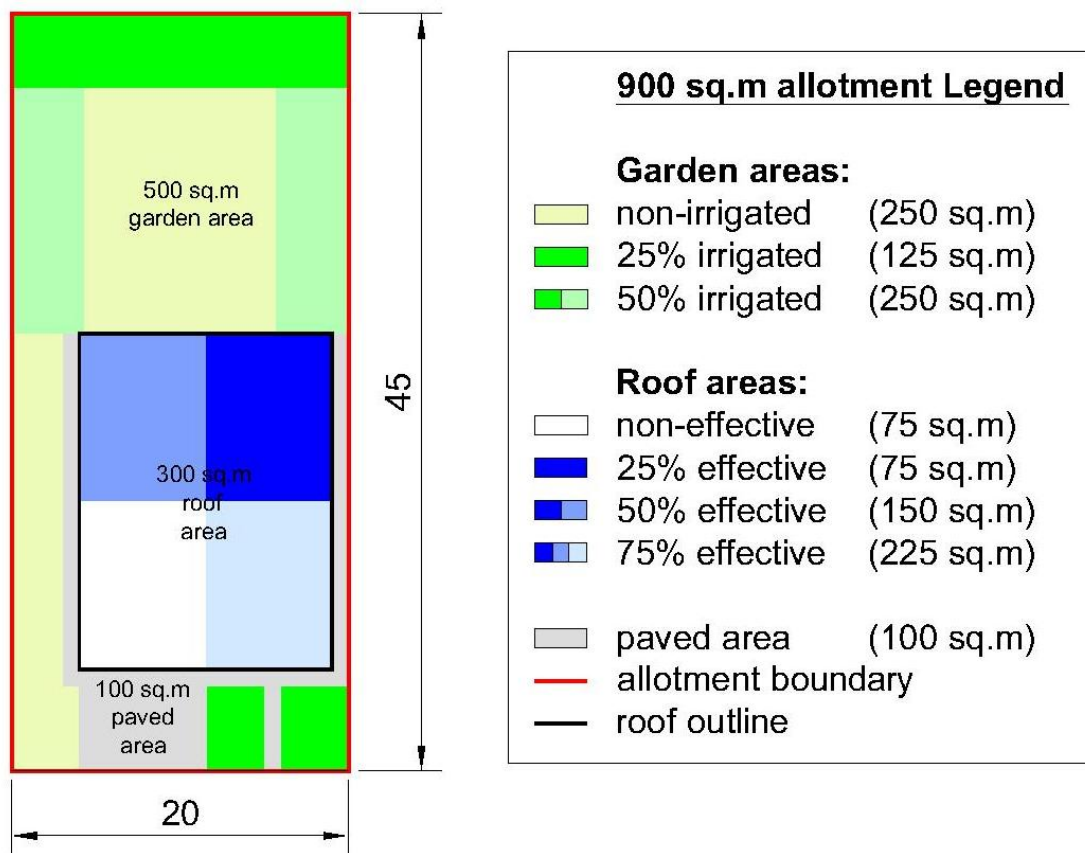 500 sq.m
garden area
300 sq.m
roof
area
100 sq.m
paved
area
45
20
900 sq.m allotment Legend
Garden areas:
non-irrigated (250 sq.m)
25% irrigated (125 sq.m)
50% irrigated (250 sq.m)
Roof areas:
non-effective (75 sq.m)
25% effective (75 sq.m)
50% effective (150 sq.m)
75% effective (225 sq.m)
paved area (100 sq.m)
allotment boundary
roof outline